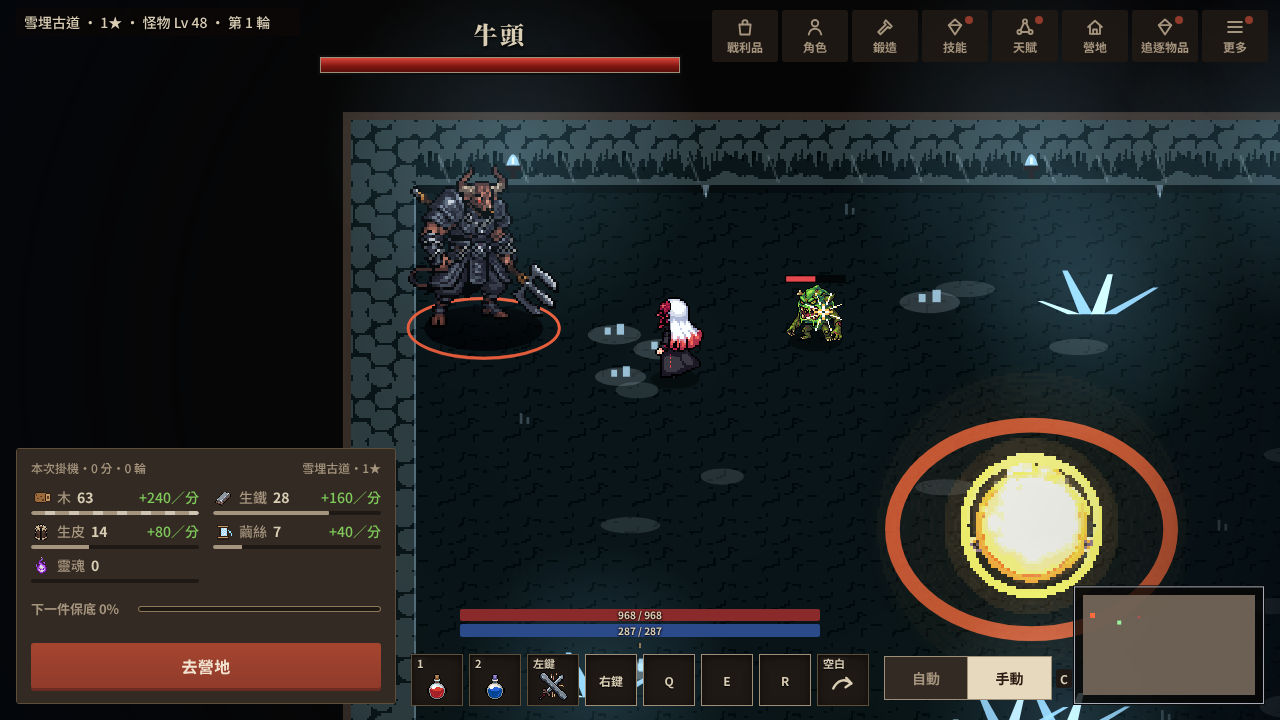 雪埋古道 • 1★ • 怪物 Lv 48 • 第 1 輪
牛頭
戰利品
角色
鍛造
技能
天賦
營地
追逐物品
更多
本次掛機・0 分・0 輪
雪埋古道・1★
木 63 +240／分
生鐵 28 +160／分
生皮 14 +80／分
繭絲 7 +40／分
靈魂 0
下一件保底 0%
去營地
968 / 968
287 / 287
1
2
左鍵
右鍵
Q
E
R
空白
自動
手動
C